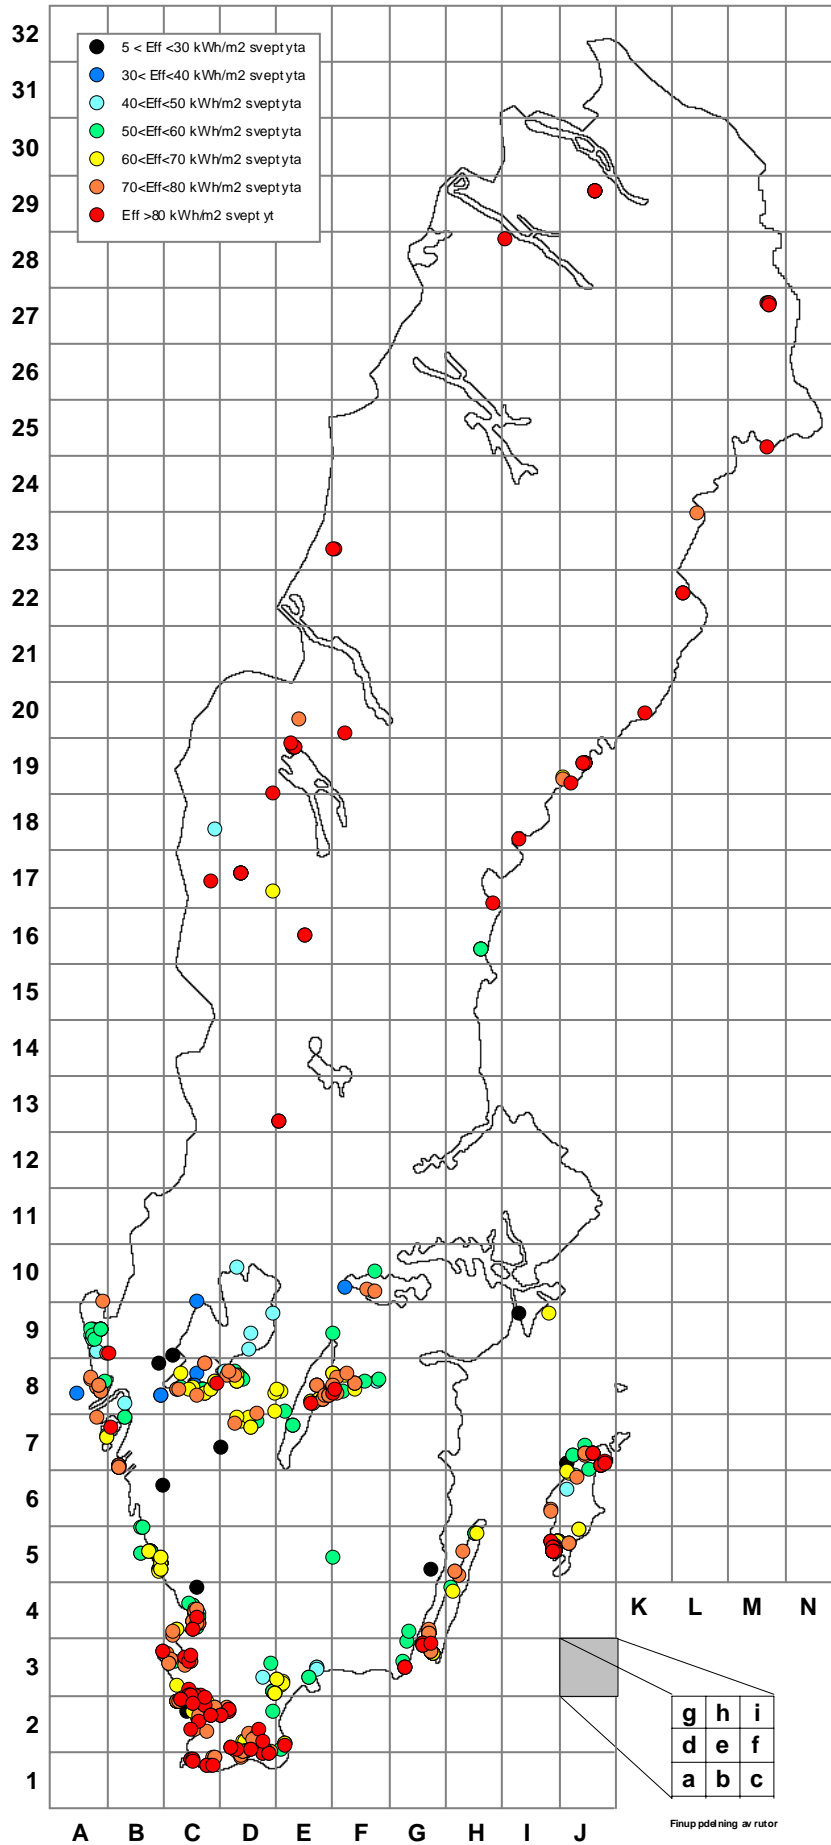 32
5 < Eff <30 kWh/m2 sveptyta
30< Eff<40 kWh/m2 sveptyta
31
40<Eff<50 kWh/m2 sveptyta
50<Eff<60 kWh/m2 sveptyta
30
60<Eff<70 kWh/m2 sveptyta
70<Eff<80 kWh/m2 sveptyta
29
Eff >80 kWh/m2 svept yt
28
27
26
25
24
23
22
21
20
19
18
17
16
15
14
13
12
11
10
9
8
7
6
5
4 K L M N
3
g h i
2
d e f
a b c
1
Finuppdelning av rutor
A B C D E F G H I J